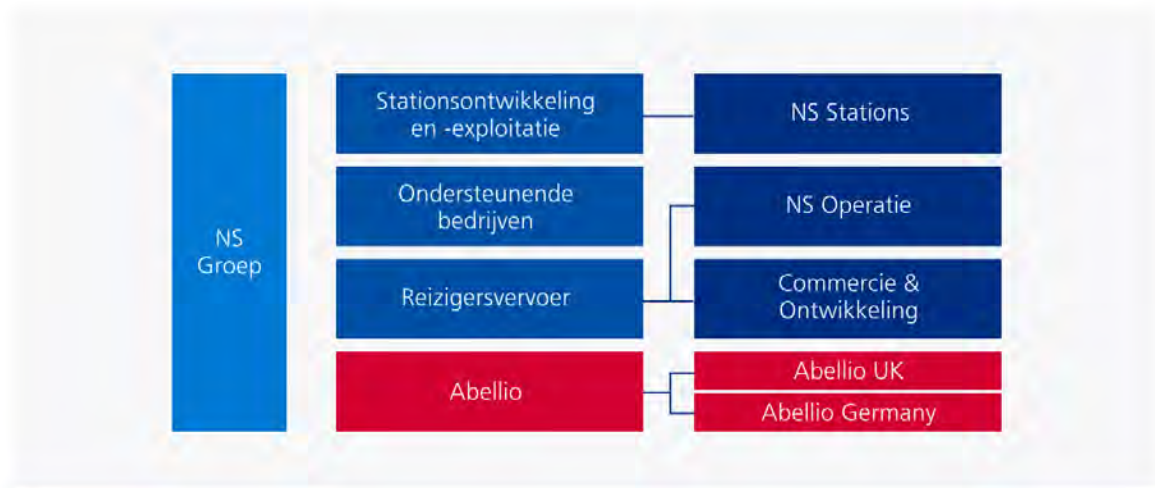 NS
Groep
Stationsontwikkeling
en -exploitatie
NS Stations
Ondersteunende
bedrijven
NS Operatie
Reizigersvervoer
Commercie &
Ontwikkeling
Abellio
Abellio UK
Abellio Germany